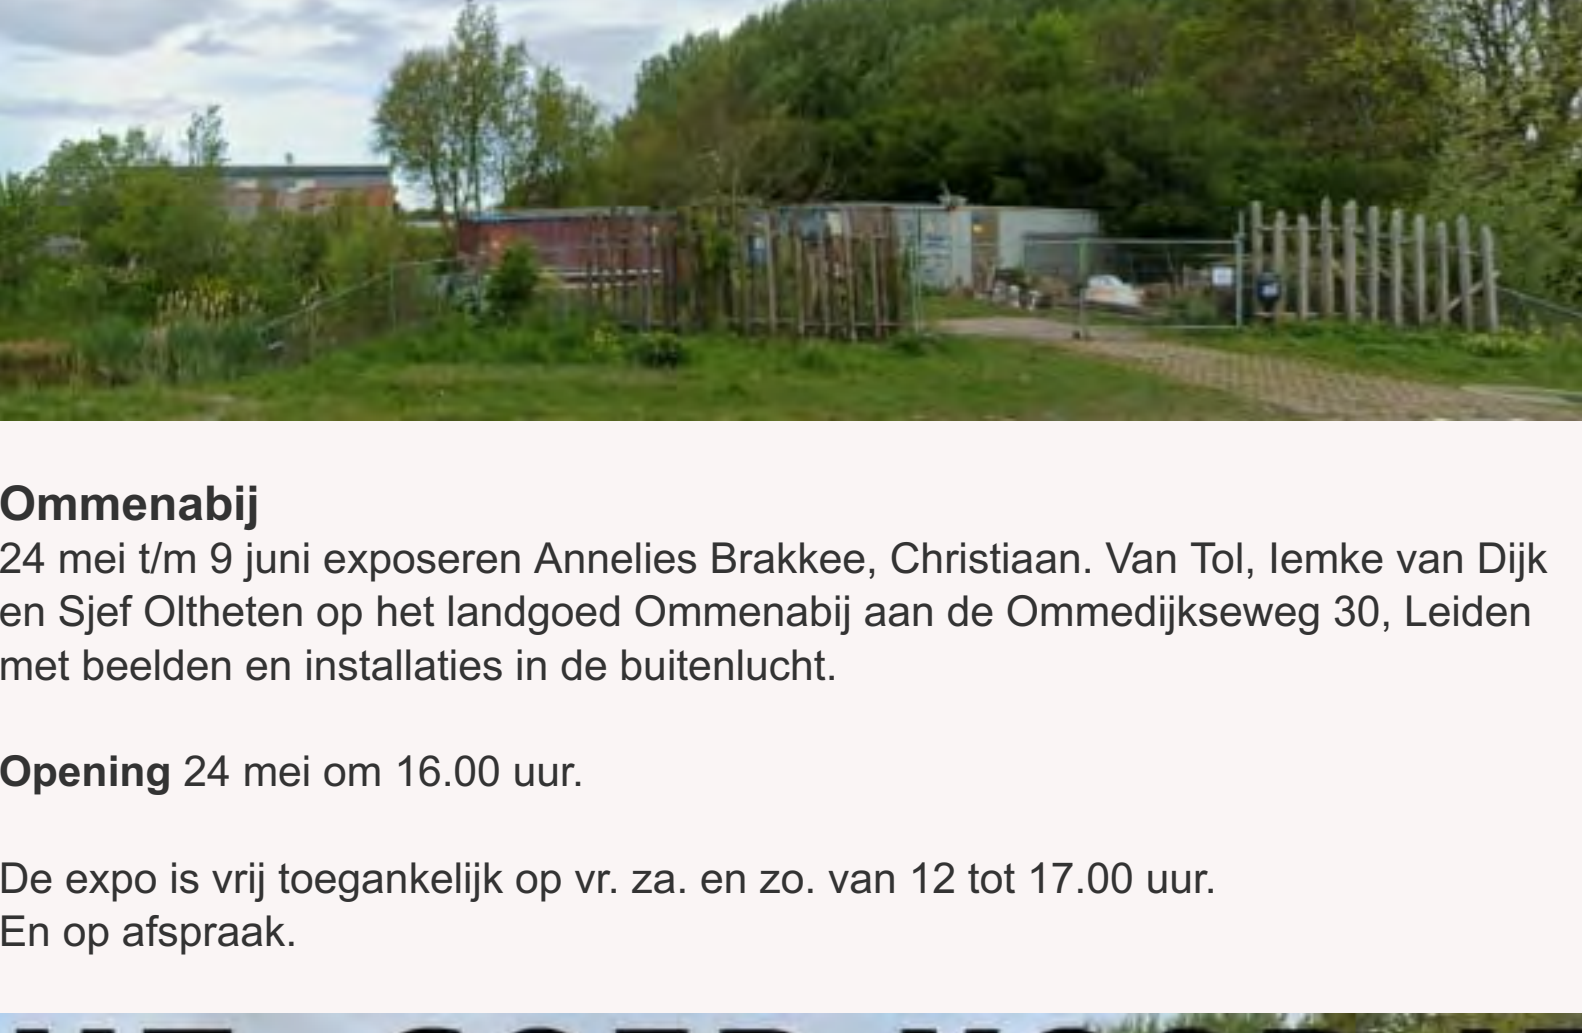 Ommenabij
24 mei t/m 9 juni exposeren Annelies Brakkee, Christiaan. Van Tol, Iemke van Dijk
en Sjef Oltheten op het landgoed Ommenabij aan de Ommedijkseweg 30, Leiden
met beelden en installaties in de buitenlucht.
Opening 24 mei om 16.00 uur.
De expo is vrij toegankelijk op vr. za. en zo. van 12 tot 17.00 uur.
En op afspraak.